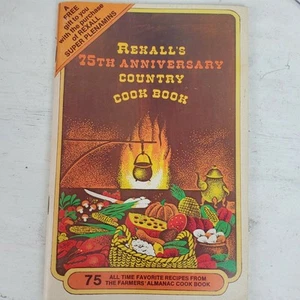 A
FREE
gift to you
with the purchase
of REXALL
SUPER PLENAMINS
REXALL'S
75TH ANNIVERSARY
COUNTRY
COOK BOOK
75 ALL TIME FAVORITE RECIPES FROM
THE FARMERS' ALMANAC COOK BOOK